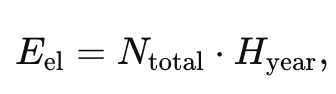 E_el = N_total · H_year,